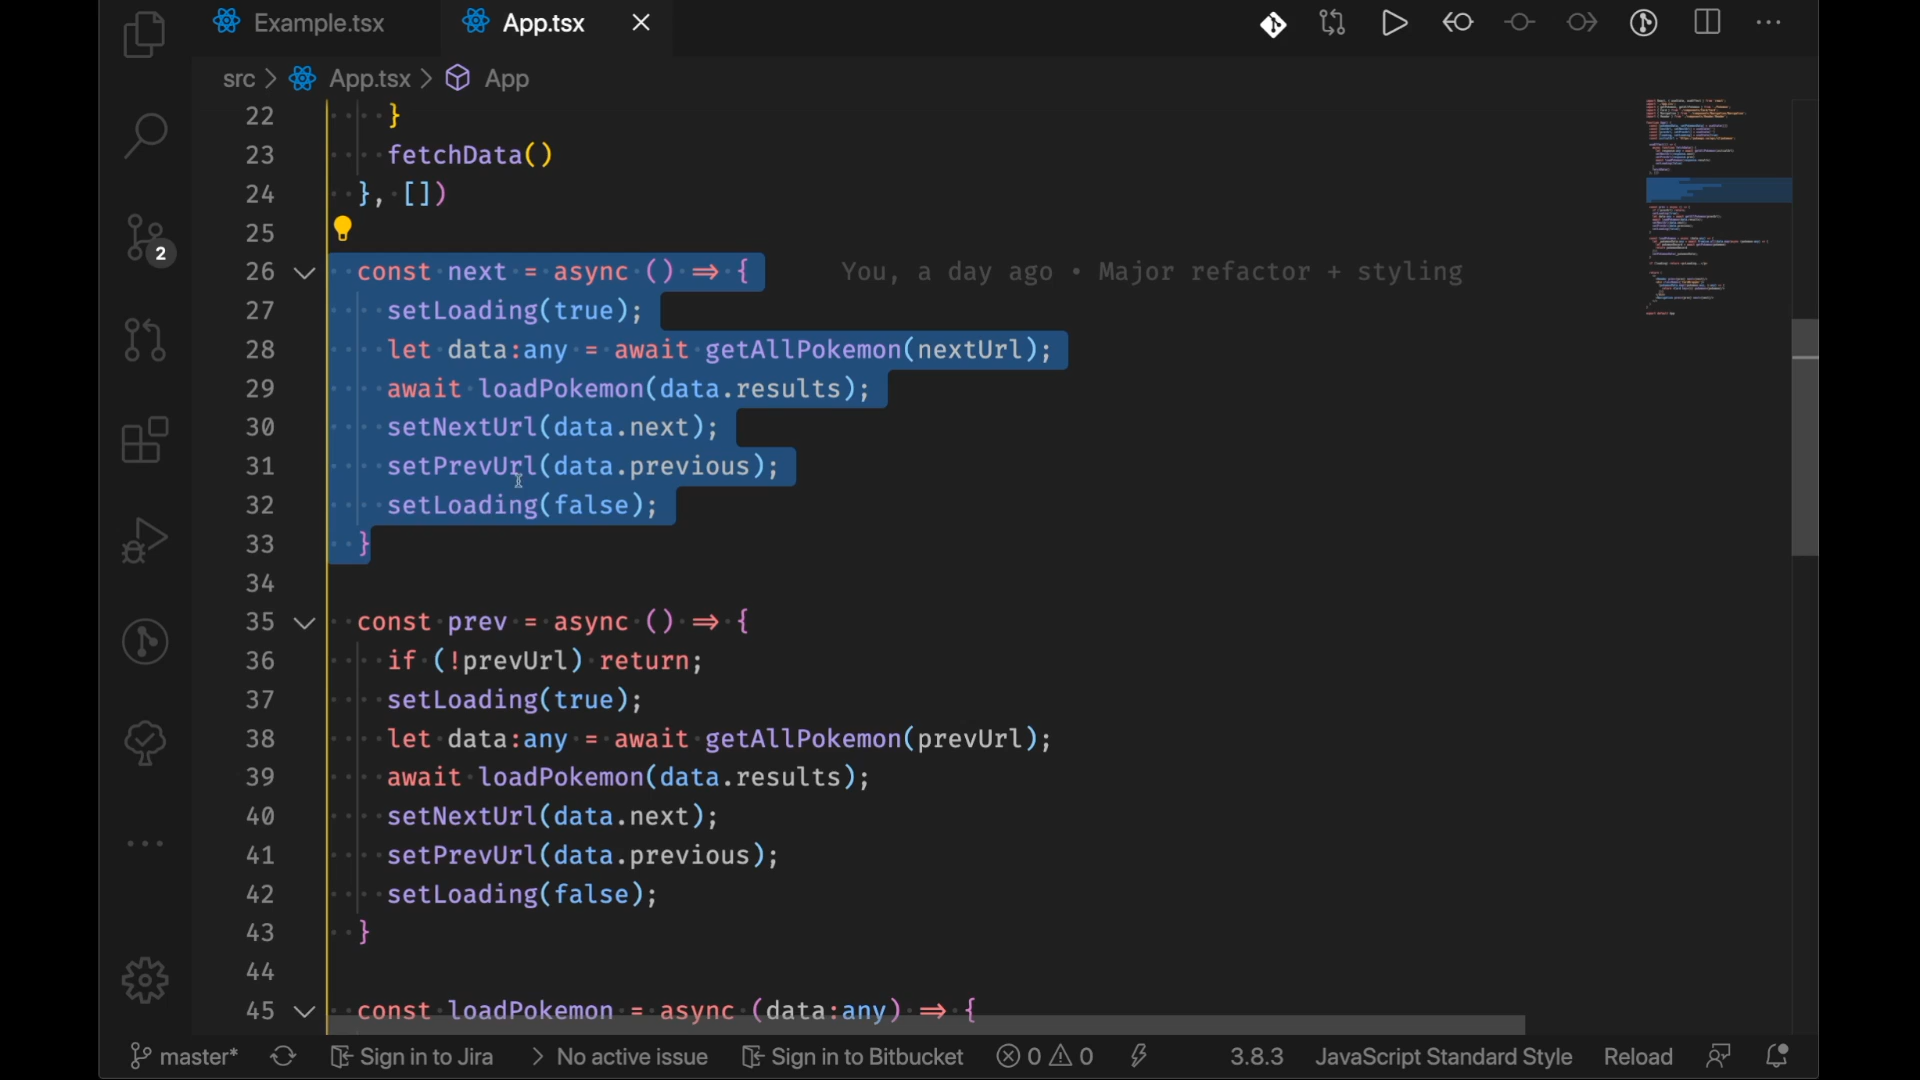 Example.tsx App.tsx
src > App.tsx > App
22 }
23 fetchData()
24 }, [])
25
26 const next = async () ⇒ { You, a day ago • Major refactor + styling
27 setLoading(true);
28 let data:any = await getAllPokemon(nextUrl);
29 await loadPokemon(data.results);
30 setNextUrl(data.next);
31 setPrevUrl(data.previous);
32 setLoading(false);
33 }
34
35 const prev = async () ⇒ {
36 if (!prevUrl) return;
37 setLoading(true);
38 let data:any = await getAllPokemon(prevUrl);
39 await loadPokemon(data.results);
40 setNextUrl(data.next);
41 setPrevUrl(data.previous);
42 setLoading(false);
43 }
44
45 const loadPokemon = async (data:any) ⇒ {
2
master* Sign in to Jira > No active issue Sign in to Bitbucket 0 0 3.8.3 JavaScript Standard Style Reload